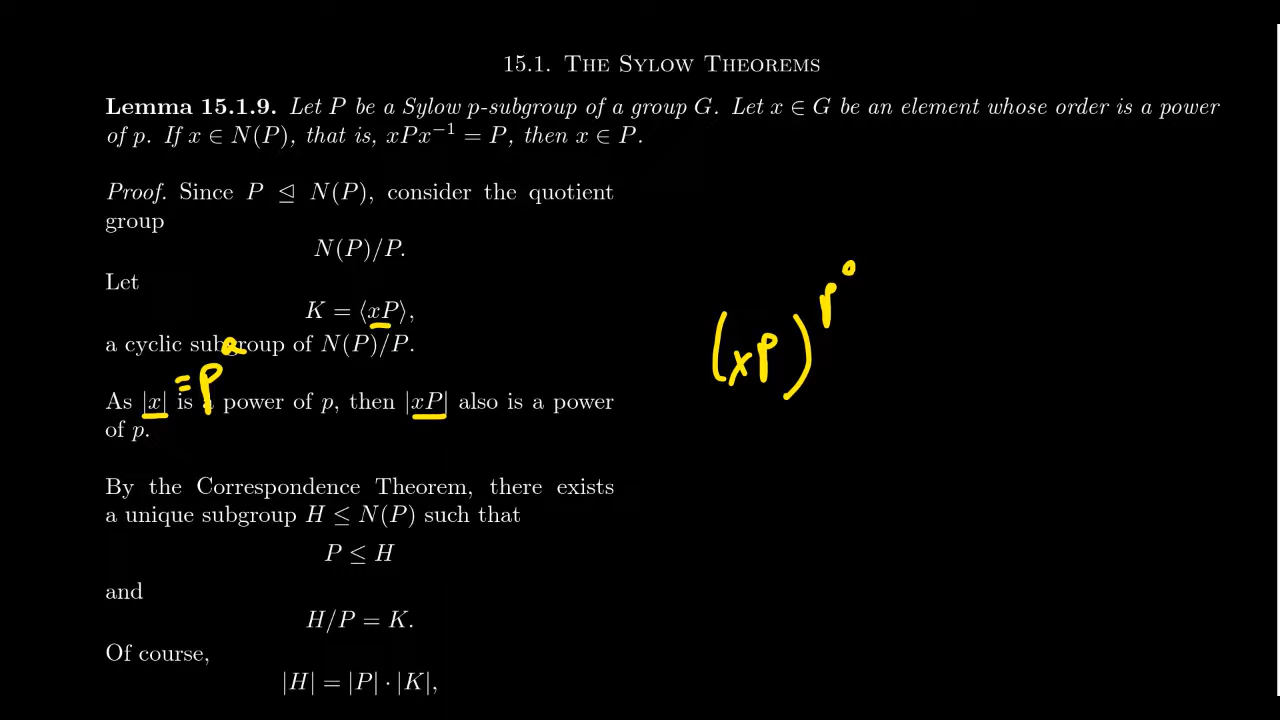 15.1. The Sylow Theorems
Lemma 15.1.9. Let P be a Sylow p-subgroup of a group G. Let x ∈ G be an element whose order is a power
of p. If x ∈ N(P), that is, xPx⁻¹ = P, then x ∈ P.
Proof. Since P ⊴ N(P), consider the quotient
group
N(P)/P.
Let
K = ⟨xP⟩,
a cyclic subgroup of N(P)/P.
= p^a
As |x| is a power of p, then |xP| also is a power
of p.
(xP)^p
By the Correspondence Theorem, there exists
a unique subgroup H ≤ N(P) such that
P ≤ H
and
H/P = K.
Of course,
|H| = |P| · |K|,